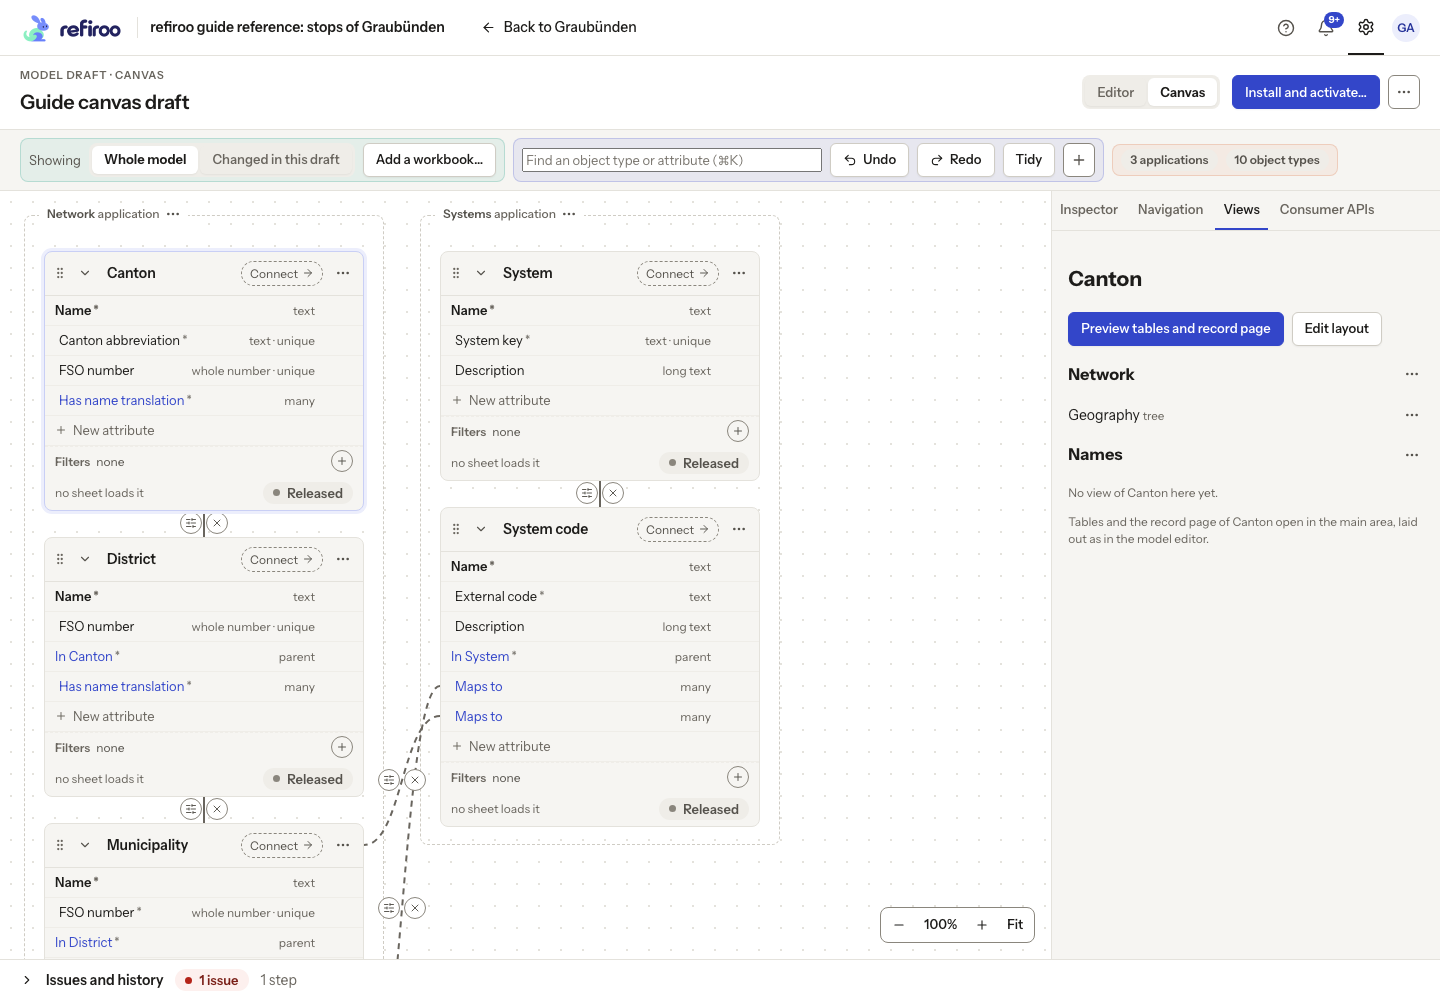 refiroo
refiroo guide reference: stops of Graubünden
← Back to Graubünden
9+
GA
MODEL DRAFT · CANVAS
Guide canvas draft
Editor
Canvas
Install and activate...
Showing
Whole model
Changed in this draft
Add a workbook...
Find an object type or attribute (⌘K)
Undo
Redo
Tidy
3 applications
10 object types
Network application
Canton
Connect →
Name * text
Canton abbreviation * text · unique
FSO number whole number · unique
Has name translation * many
+ New attribute
Filters none
no sheet loads it
Released
District
Connect →
Name * text
FSO number whole number · unique
In Canton * parent
Has name translation * many
+ New attribute
Filters none
no sheet loads it
Released
Municipality
Connect →
Name * text
FSO number * whole number · unique
In District * parent
Systems application
System
Connect →
Name * text
System key * text · unique
Description long text
+ New attribute
Filters none
no sheet loads it
Released
System code
Connect →
Name * text
External code * text
Description long text
In System * parent
Maps to many
Maps to many
+ New attribute
Filters none
no sheet loads it
Released
100%
Fit
Inspector
Navigation
Views
Consumer APIs
Canton
Preview tables and record page
Edit layout
Network
Geography tree
Names
No view of Canton here yet.
Tables and the record page of Canton open in the main area, laid
out as in the model editor.
Issues and history
1 issue
1 step